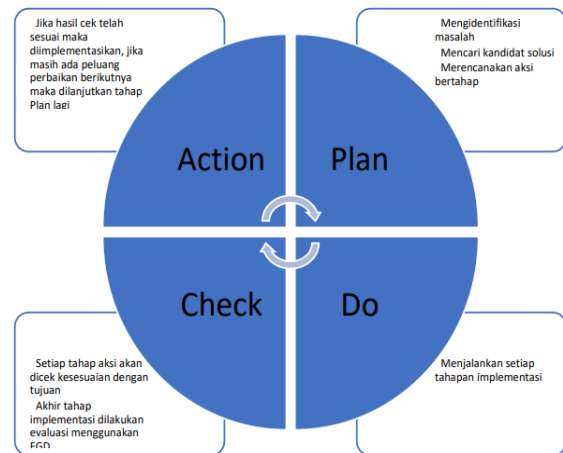 Jika hasil cek telah
sesuai maka
diimplementasikan, jika
masih ada peluang
perbaikan berikutnya
maka dilanjutkan tahap
Plan lagi
Mengidentifikasi
masalah
Mencari kandidat solusi
Merencanakan aksi
bertahap
Action
Plan
Check
Do
Setiap tahap aksi akan
dicek kesesuaian dengan
tujuan
Akhir tahap
implementasi dilakukan
evaluasi menggunakan
FGD
Menjalankan setiap
tahapan implementasi